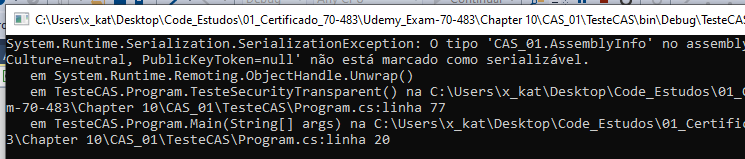 C:\Users\x_kat\Desktop\Code_Estudos\01_Certificado_70-483\Udemy_Exam-70-483\Chapter 10\CAS_01\TesteCAS\bin\Debug\TesteCAS
System.Runtime.Serialization.SerializationException: O tipo 'CAS_01.AssemblyInfo' no assembly
Culture=neutral, PublicKeyToken=null' não está marcado como serializável.
em System.Runtime.Remoting.ObjectHandle.Unwrap()
em TesteCAS.Program.TesteSecurityTransparent() na C:\Users\x_kat\Desktop\Code_Estudos\01_C
m-70-483\Chapter 10\CAS_01\TesteCAS\Program.cs:linha 77
em TesteCAS.Program.Main(String[] args) na C:\Users\x_kat\Desktop\Code_Estudos\01_Certific
3\Chapter 10\CAS_01\TesteCAS\Program.cs:linha 20